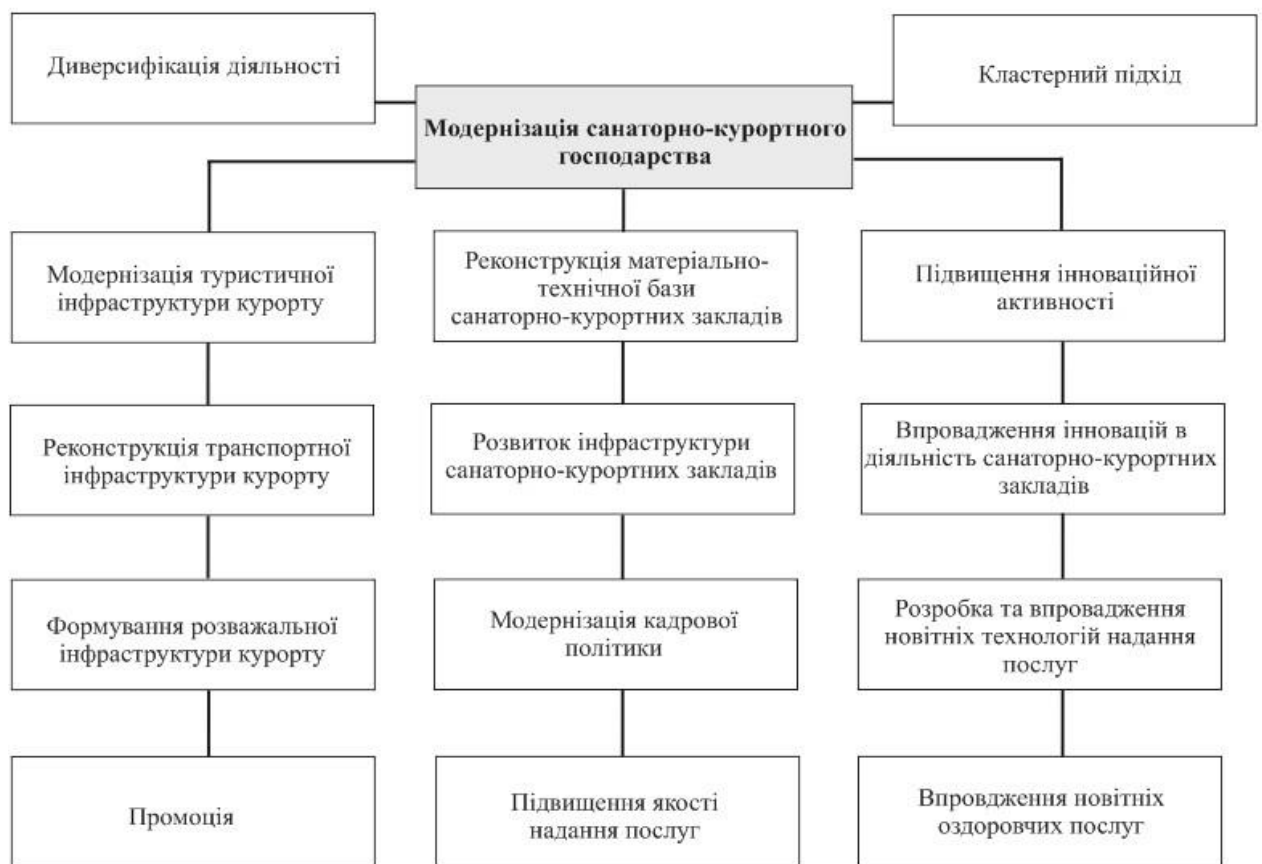 Диверсифікація діяльності
Кластерний підхід
Модернізація санаторно-курортного
господарства
Модернізація туристичної
інфраструктури курорту
Реконструкція матеріально-
технічної бази
санаторно-курортних закладів
Підвищення інноваційної
активності
Реконструкція транспортної
інфраструктури курорту
Розвиток інфраструктури
санаторно-курортних закладів
Впровадження інновацій в
діяльність санаторно-курортних
закладів
Формування розважальної
інфраструктури курорту
Модернізація кадрової
політики
Розробка та впровадження
новітніх технологій надання
послуг
Промоція
Підвищення якості
надання послуг
Впровдження новітніх
оздоровчих послуг